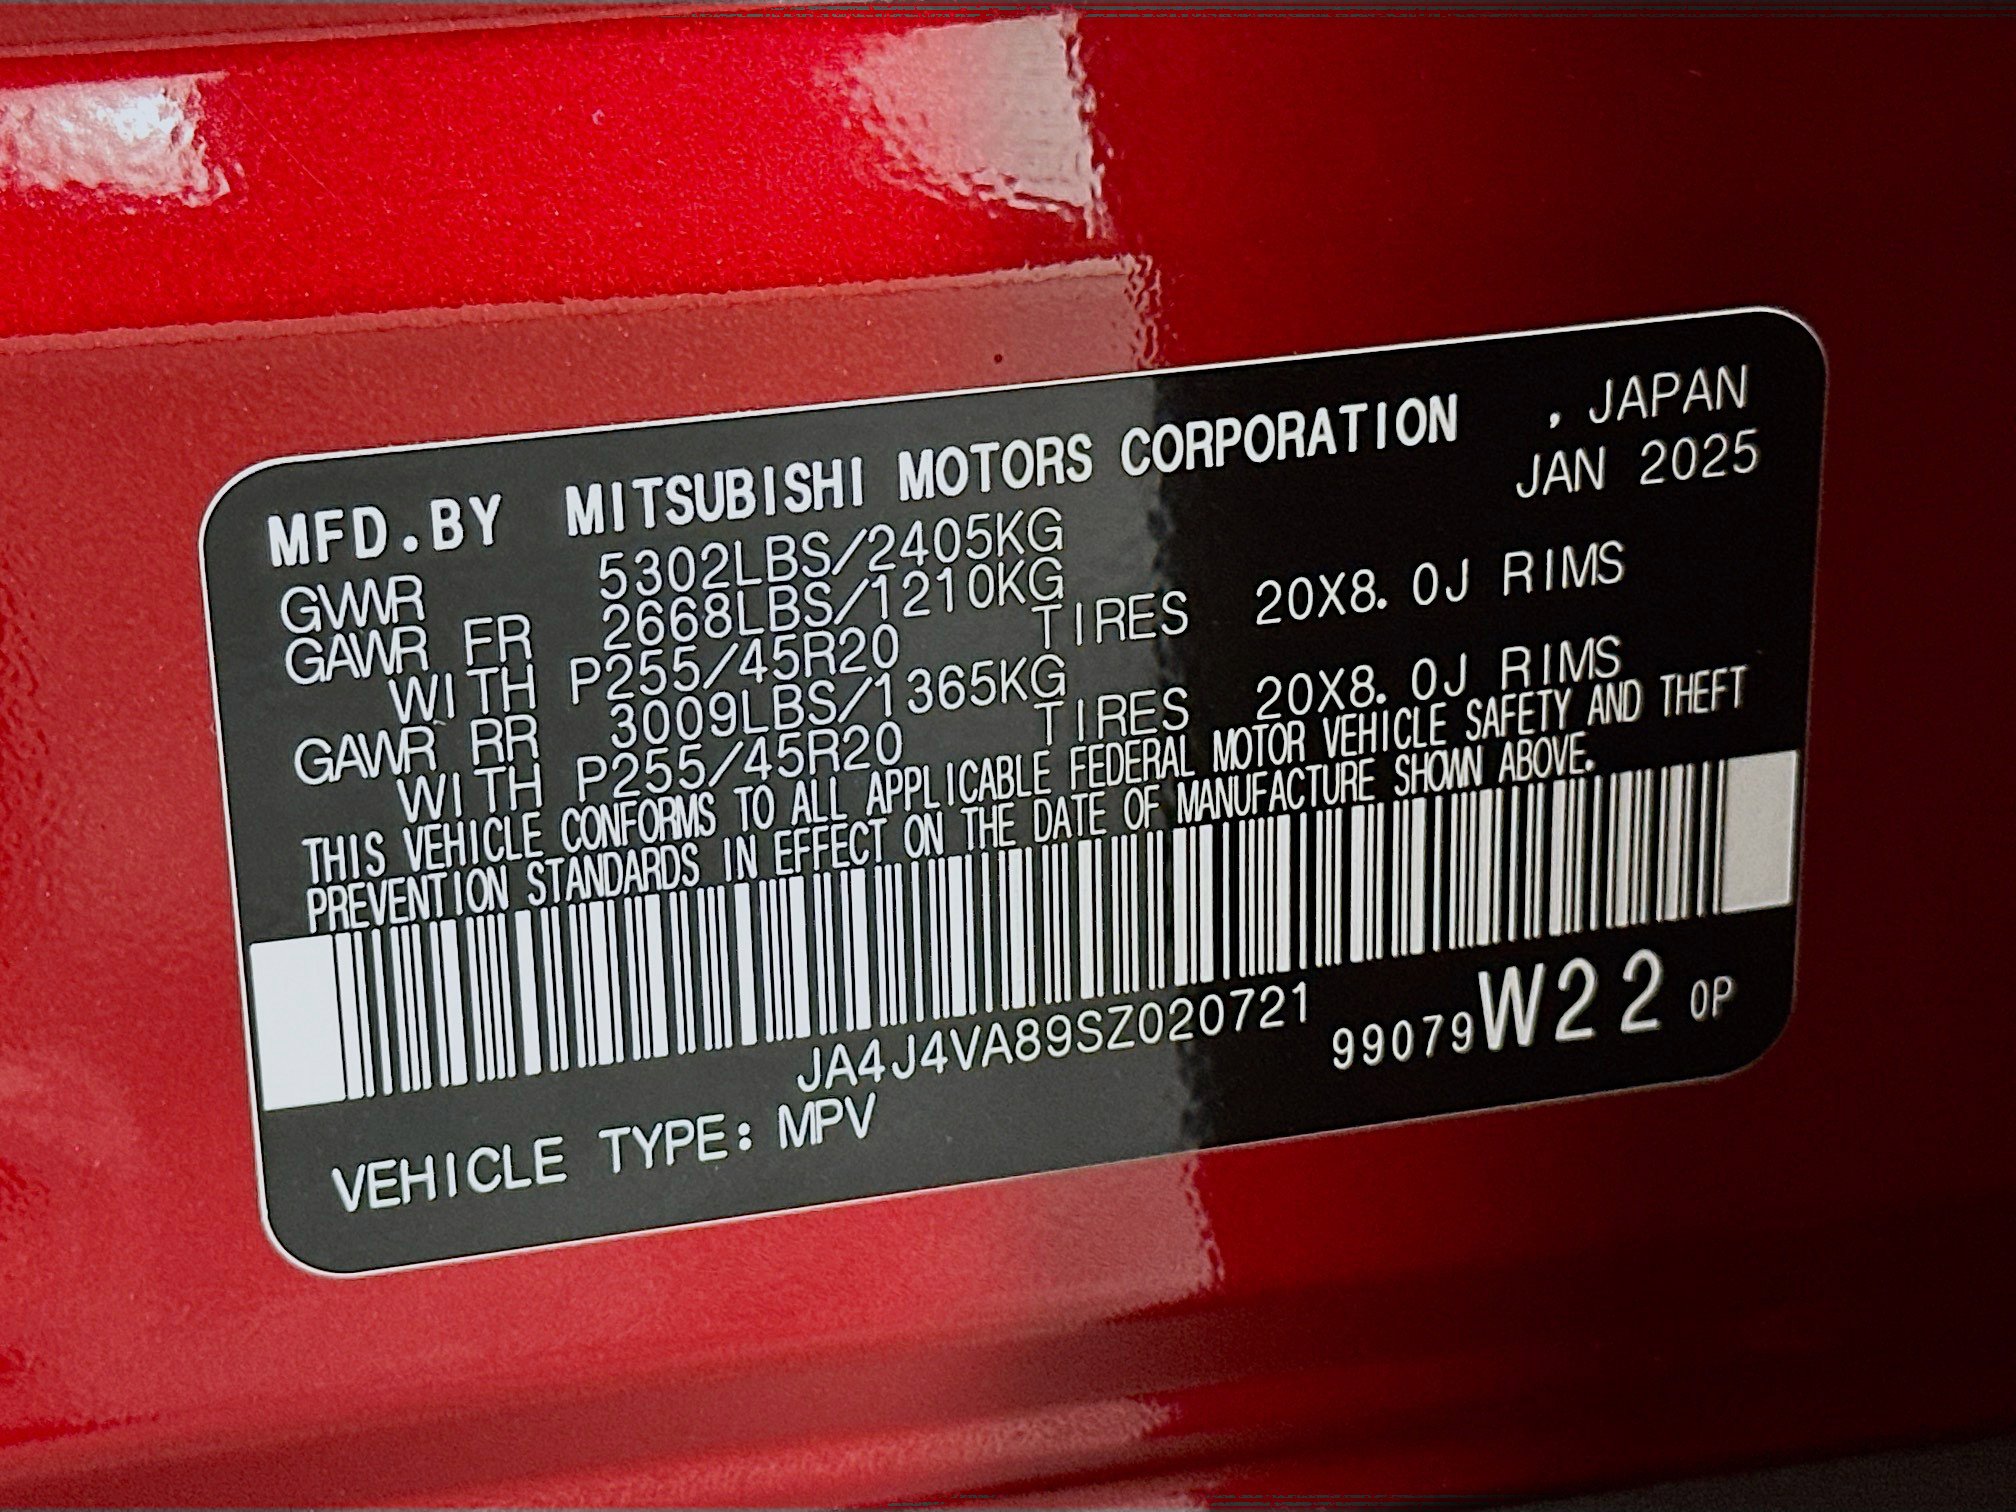 MFD.BY MITSUBISHI MOTORS CORPORATION , JAPAN
JAN 2025
GVWR 5302LBS/2405KG
GAWR FR 2668LBS/1210KG
WITH P255/45R20 TIRES 20X8.0J RIMS
GAWR RR 3009LBS/1365KG
WITH P255/45R20 TIRES 20X8.0J RIMS
THIS VEHICLE CONFORMS TO ALL APPLICABLE FEDERAL MOTOR VEHICLE SAFETY AND THEFT
PREVENTION STANDARDS IN EFFECT ON THE DATE OF MANUFACTURE SHOWN ABOVE.
JA4J4VA89SZ020721 99079W22 0P
VEHICLE TYPE: MPV